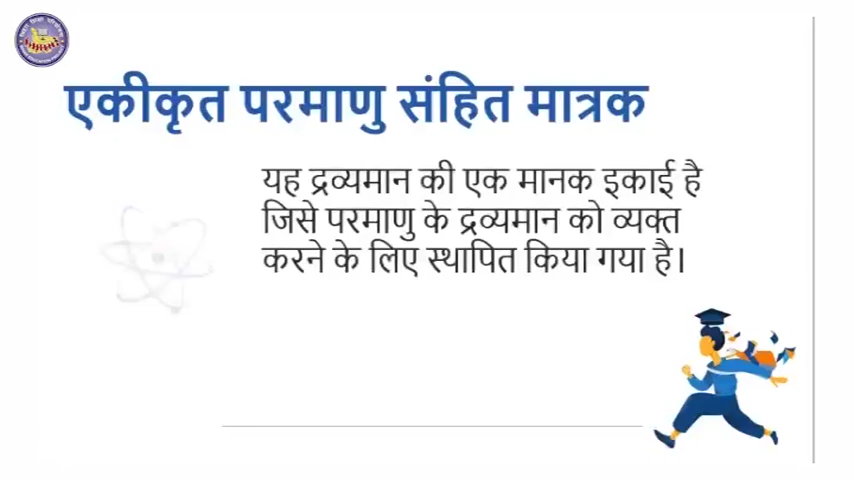 एकीकृत परमाणु संहित मात्रक
यह द्रव्यमान की एक मानक इकाई है
जिसे परमाणु के द्रव्यमान को व्यक्त
करने के लिए स्थापित किया गया है।